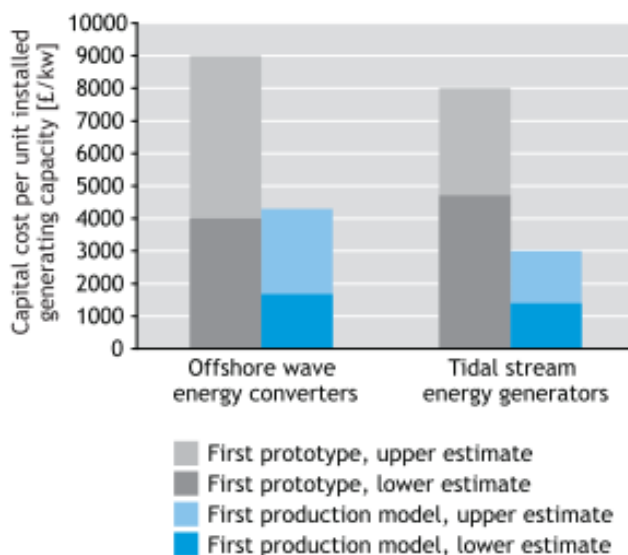 Capital cost per unit installed
generating capacity [£/kw]
10000
9000
8000
7000
6000
5000
4000
3000
2000
1000
0
Offshore wave
energy converters
Tidal stream
energy generators
First prototype, upper estimate
First prototype, lower estimate
First production model, upper estimate
First production model, lower estimate